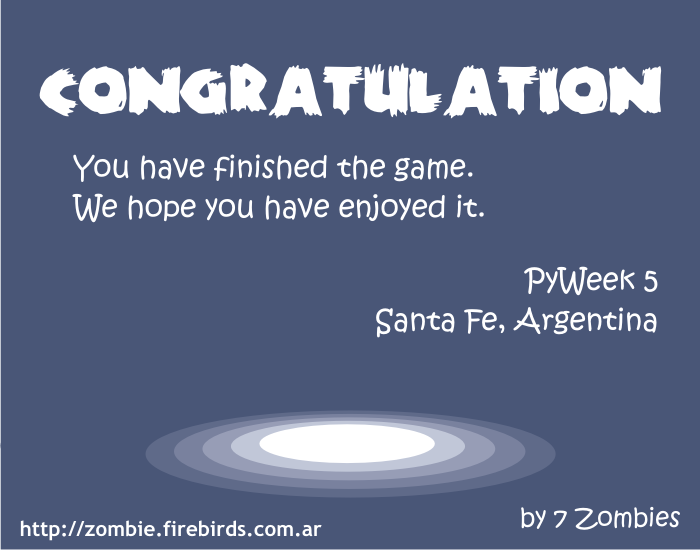 CONGRATULATION
You have finished the game.
We hope you have enjoyed it.
PyWeek 5
Santa Fe, Argentina
by 7 Zombies
http://zombie.firebirds.com.ar